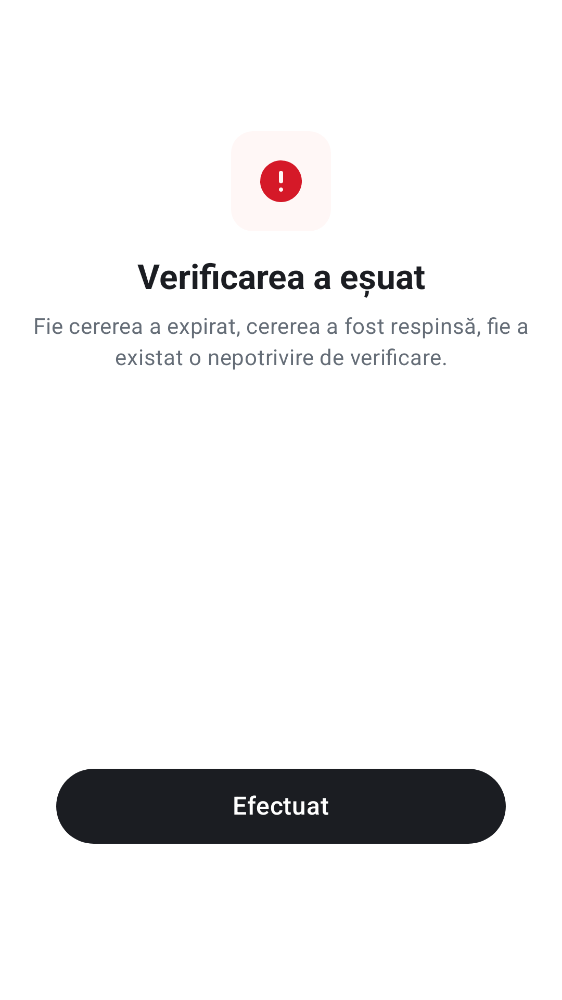 Verificarea a eșuat
Fie cererea a expirat, cererea a fost respinsă, fie a
existat o nepotrivire de verificare.
Efectuat